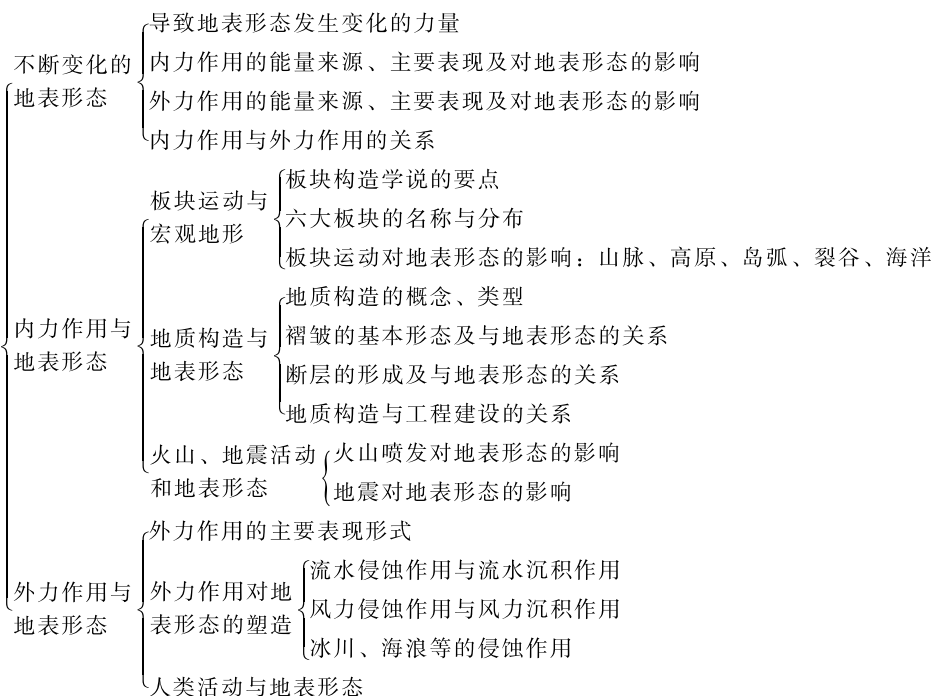 不断变化的
地表形态
导致地表形态发生变化的力量
内力作用的能量来源、主要表现及对地表形态的影响
外力作用的能量来源、主要表现及对地表形态的影响
内力作用与外力作用的关系
内力作用与
地表形态
板块运动与
宏观地形
板块构造学说的要点
六大板块的名称与分布
板块运动对地表形态的影响：山脉、高原、岛弧、裂谷、海洋
地质构造与
地表形态
地质构造的概念、类型
褶皱的基本形态及与地表形态的关系
断层的形成及与地表形态的关系
地质构造与工程建设的关系
火山、地震活动
和地表形态
火山喷发对地表形态的影响
地震对地表形态的影响
外力作用与
地表形态
外力作用的主要表现形式
外力作用对地
表形态的塑造
流水侵蚀作用与流水沉积作用
风力侵蚀作用与风力沉积作用
冰川、海浪等的侵蚀作用
人类活动与地表形态